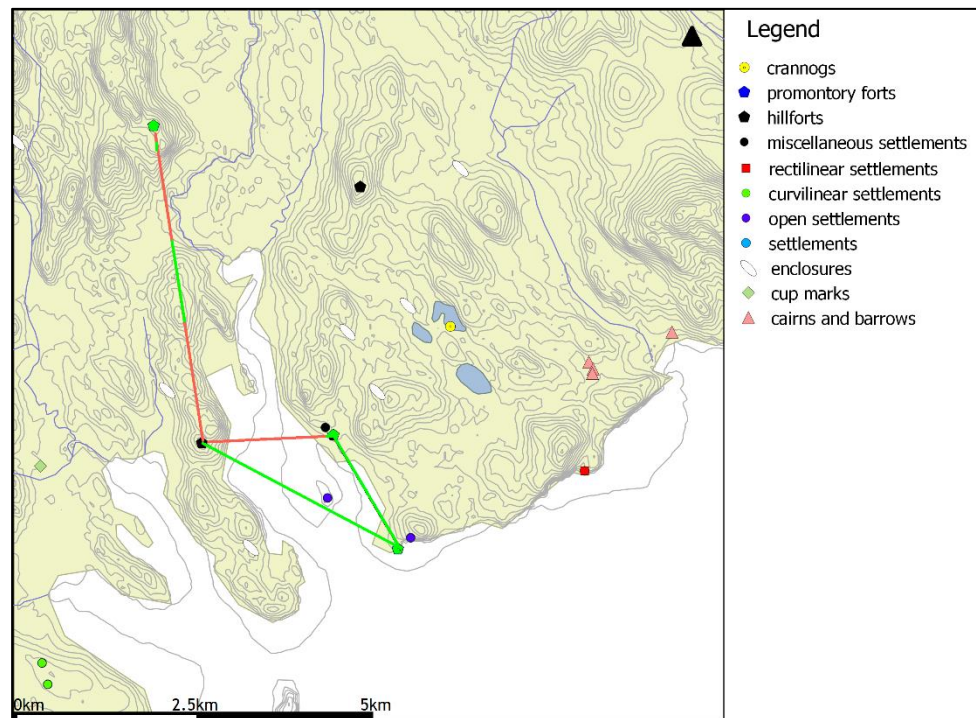 Legend
crannogs
promontory forts
hillforts
miscellaneous settlements
rectilinear settlements
curvilinear settlements
open settlements
settlements
enclosures
cup marks
cairns and barrows
0km 2.5km 5km